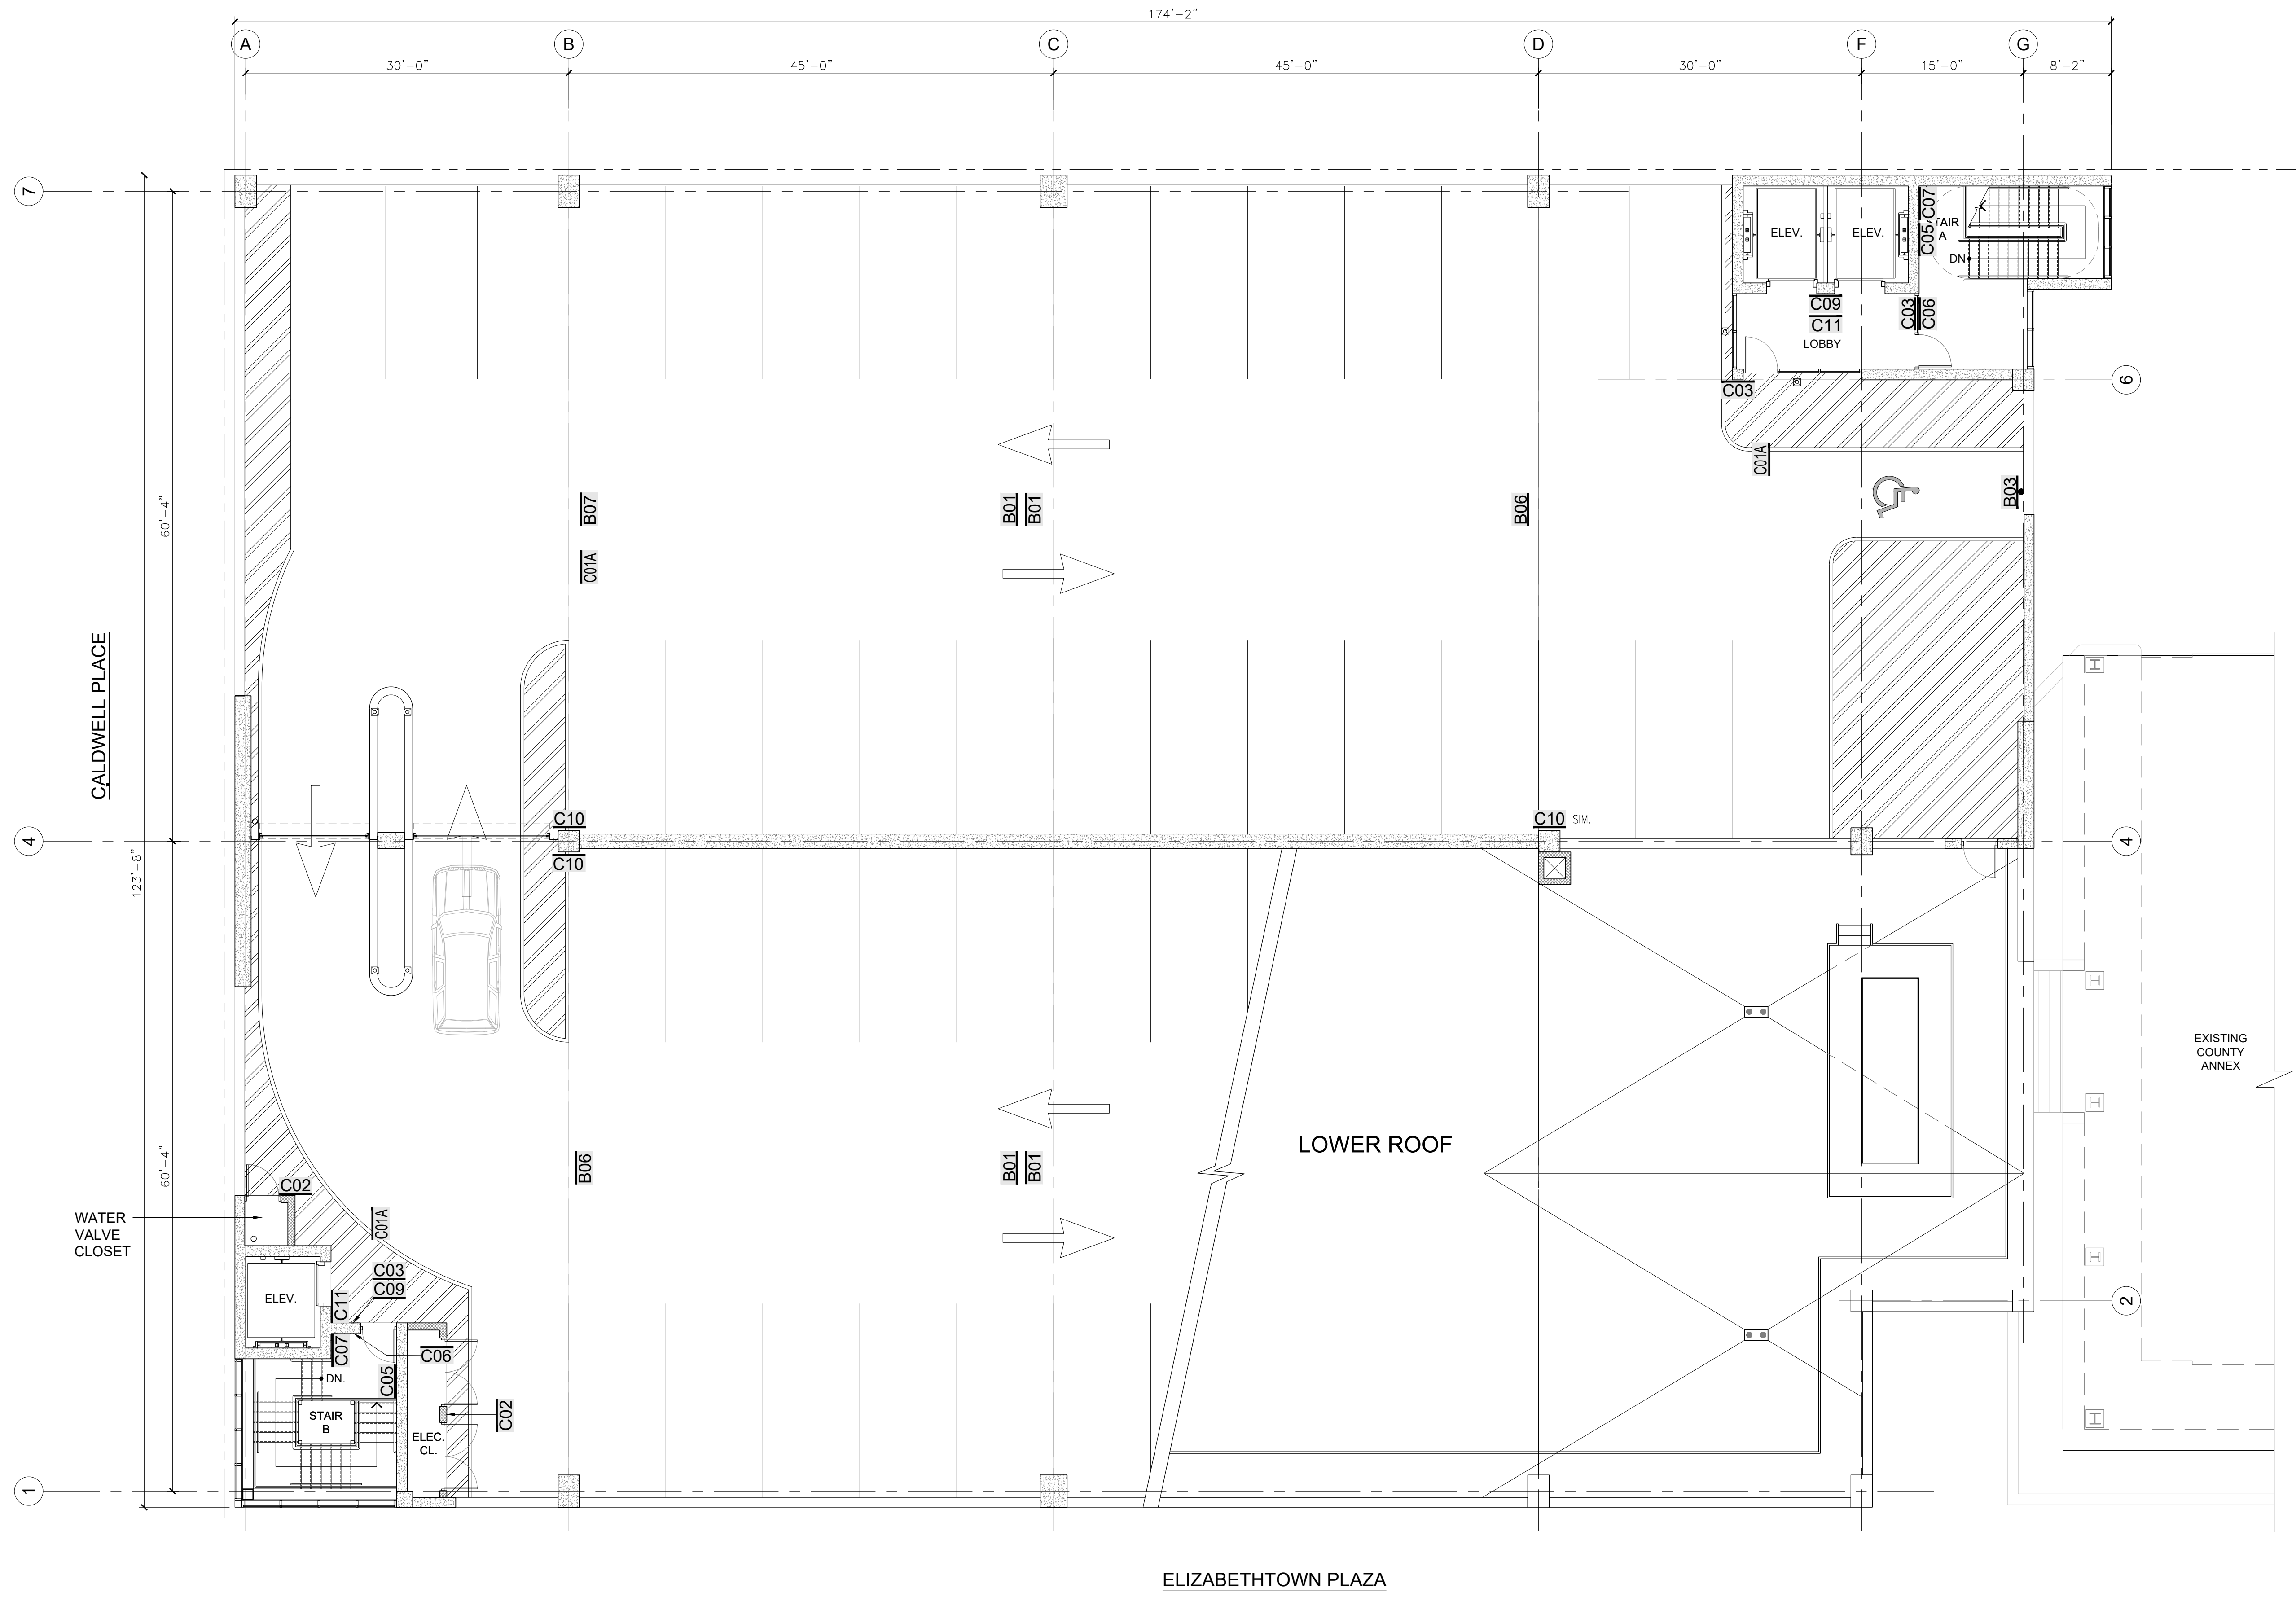 174'-2"
A
B
C
D
F
G
30'-0"
45'-0"
45'-0"
30'-0"
15'-0"
8'-2"
7
ELEV.
ELEV.
C05/C07
TAIR
A
DN
C09
C11
C03
C06
LOBBY
6
C03
C01A
60'-4"
B07
B01
B01
B06
B03
C01A
CALDWELL PLACE
C10
C10
SIM.
4
4
C10
123'-8"
EXISTING
COUNTY
ANNEX
LOWER ROOF
60'-4"
B06
B01
B01
C02
WATER
VALVE
CLOSET
C01A
C03
C09
ELEV.
C11
2
C07
C06
C05
DN.
STAIR
B
C02
ELEC.
CL.
1
ELIZABETHTOWN PLAZA